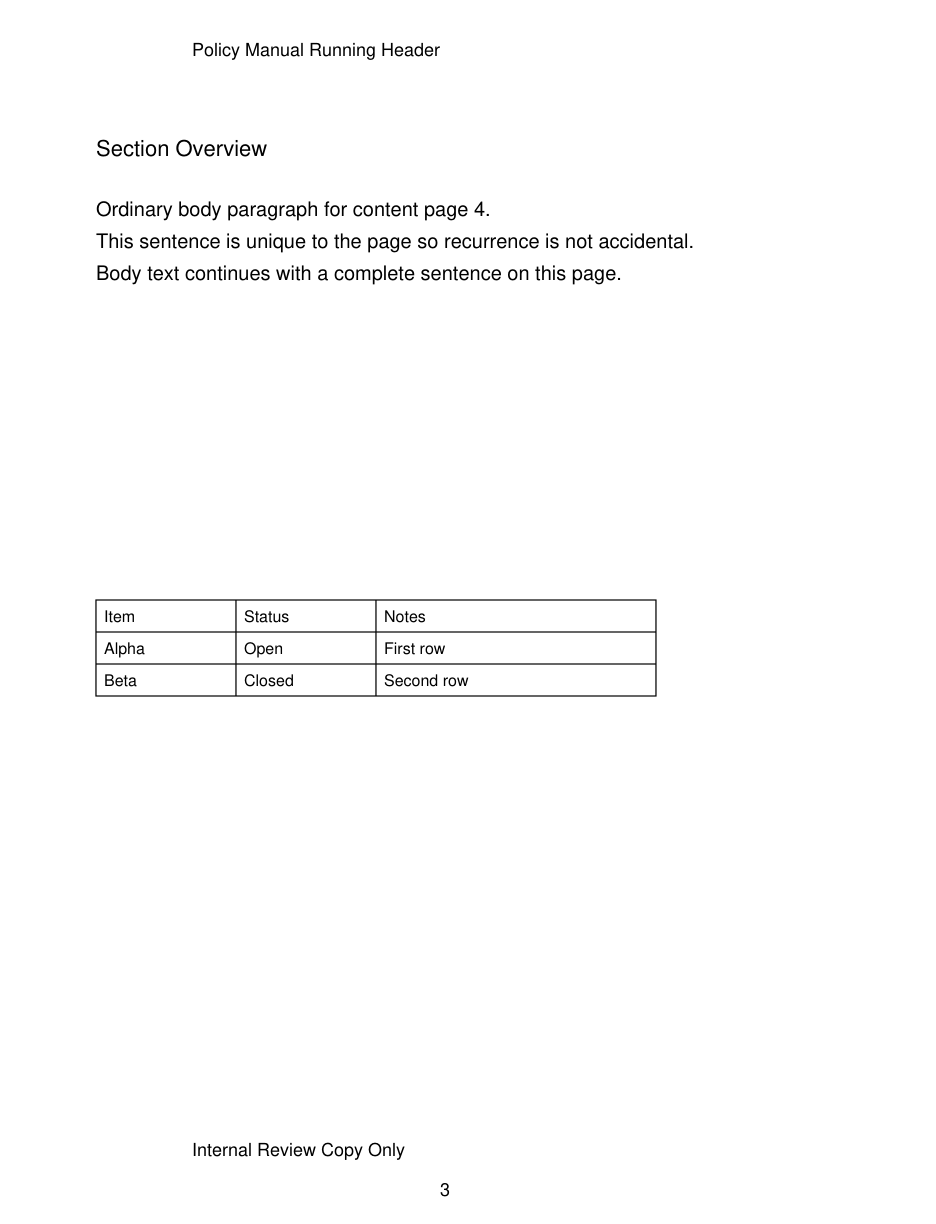 Policy Manual Running Header
Section Overview
Ordinary body paragraph for content page 4.
This sentence is unique to the page so recurrence is not accidental.
Body text continues with a complete sentence on this page.
Item Status Notes
Alpha Open First row
Beta Closed Second row
Internal Review Copy Only
3